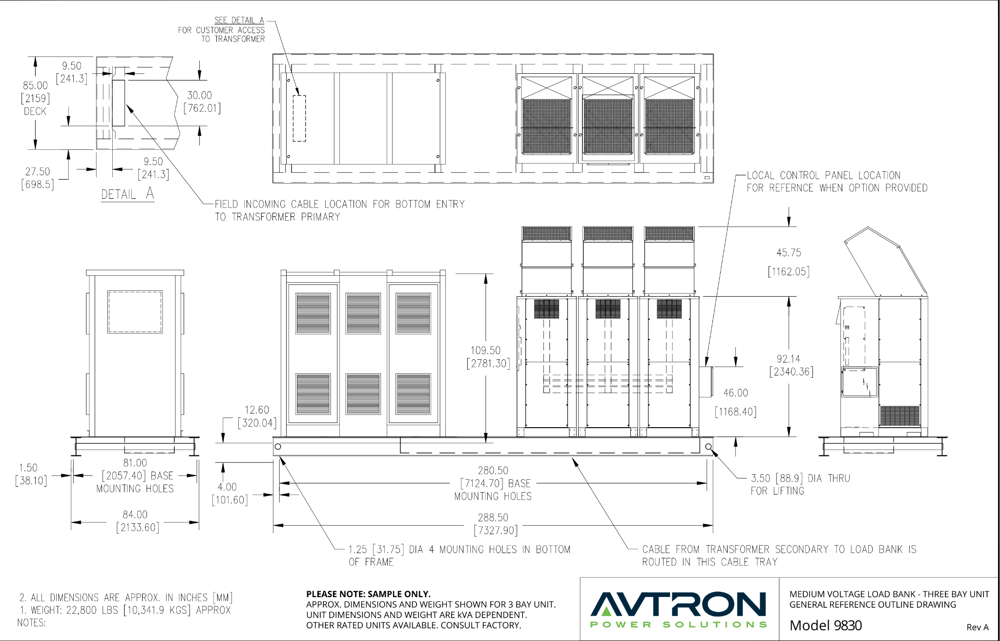 SEE DETAIL A
FOR CUSTOMER ACCESS
TO TRANSFORMER
9.50
[241.3]
85.00
[2159]
DECK
30.00
[762.01]
27.50
[698.5]
9.50
[241.3]
DETAIL A
FIELD INCOMING CABLE LOCATION FOR BOTTOM ENTRY
TO TRANSFORMER PRIMARY
LOCAL CONTROL PANEL LOCATION
FOR REFERNCE WHEN OPTION PROVIDED
45.75
[1162.05]
109.50
[2781.30]
92.14
[2340.36]
46.00
[1168.40]
12.60
[320.04]
1.50
[38.10]
81.00
[2057.40] BASE
MOUNTING HOLES
84.00
[2133.60]
4.00
[101.60]
280.50
[7124.70] BASE
MOUNTING HOLES
288.50
[7327.90]
3.50 [88.9] DIA THRU
FOR LIFTING
1.25 [31.75] DIA 4 MOUNTING HOLES IN BOTTOM
OF FRAME
CABLE FROM TRANSFORMER SECONDARY TO LOAD BANK IS
ROUTED IN THIS CABLE TRAY
2. ALL DIMENSIONS ARE APPROX. IN INCHES [MM]
1. WEIGHT: 22,800 LBS [10,341.9 KGS] APPROX
NOTES:
PLEASE NOTE: SAMPLE ONLY.
APPROX. DIMENSIONS AND WEIGHT SHOWN FOR 3 BAY UNIT.
UNIT DIMENSIONS AND WEIGHT ARE kVA DEPENDENT.
OTHER RATED UNITS AVAILABLE. CONSULT FACTORY.
AVTRON
POWER SOLUTIONS
MEDIUM VOLTAGE LOAD BANK - THREE BAY UNIT
GENERAL REFERENCE OUTLINE DRAWING
Model 9830
Rev A